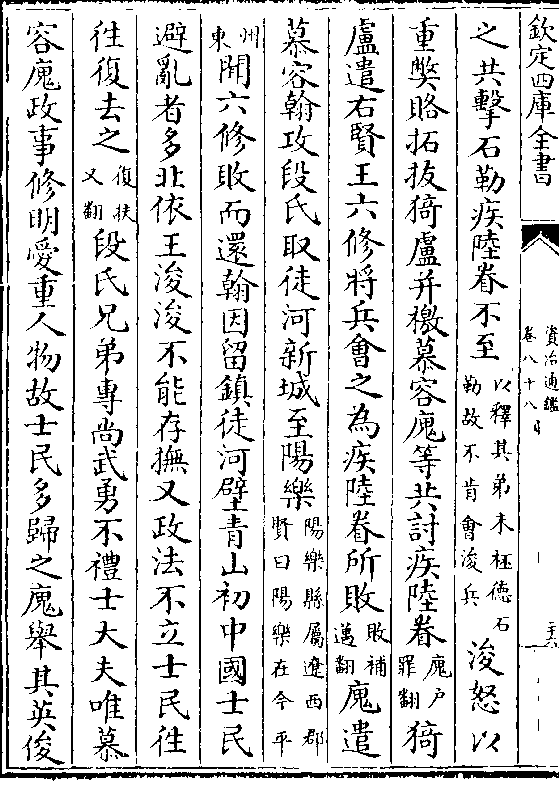 欽定四庫全書
資治通鑑
卷八十八
之共擊石勒疾陸眷不至以釋其弟末柸德石勒故不肯會浚兵浚怒以
重獘賂拓拔猗盧并檄慕容廆等共討疾陸眷廆户罪翻猗
盧遣右賢王六修將兵㑹之為疾陸眷所敗敗補邁翻廆遣
慕容翰攻段氏取徒河新城至陽樂陽樂縣屬遼西郡賢曰陽樂在今平
州東聞六修敗而還翰因留鎮徒河壁青山初中國士民
避亂者多北依王浚浚不能存撫又政法不立士民往
往復去之復扶又翻段氏兄弟專尚武勇不禮士大夫唯慕
容廆政事修明愛重人物故士民多歸之廆舉其英俊